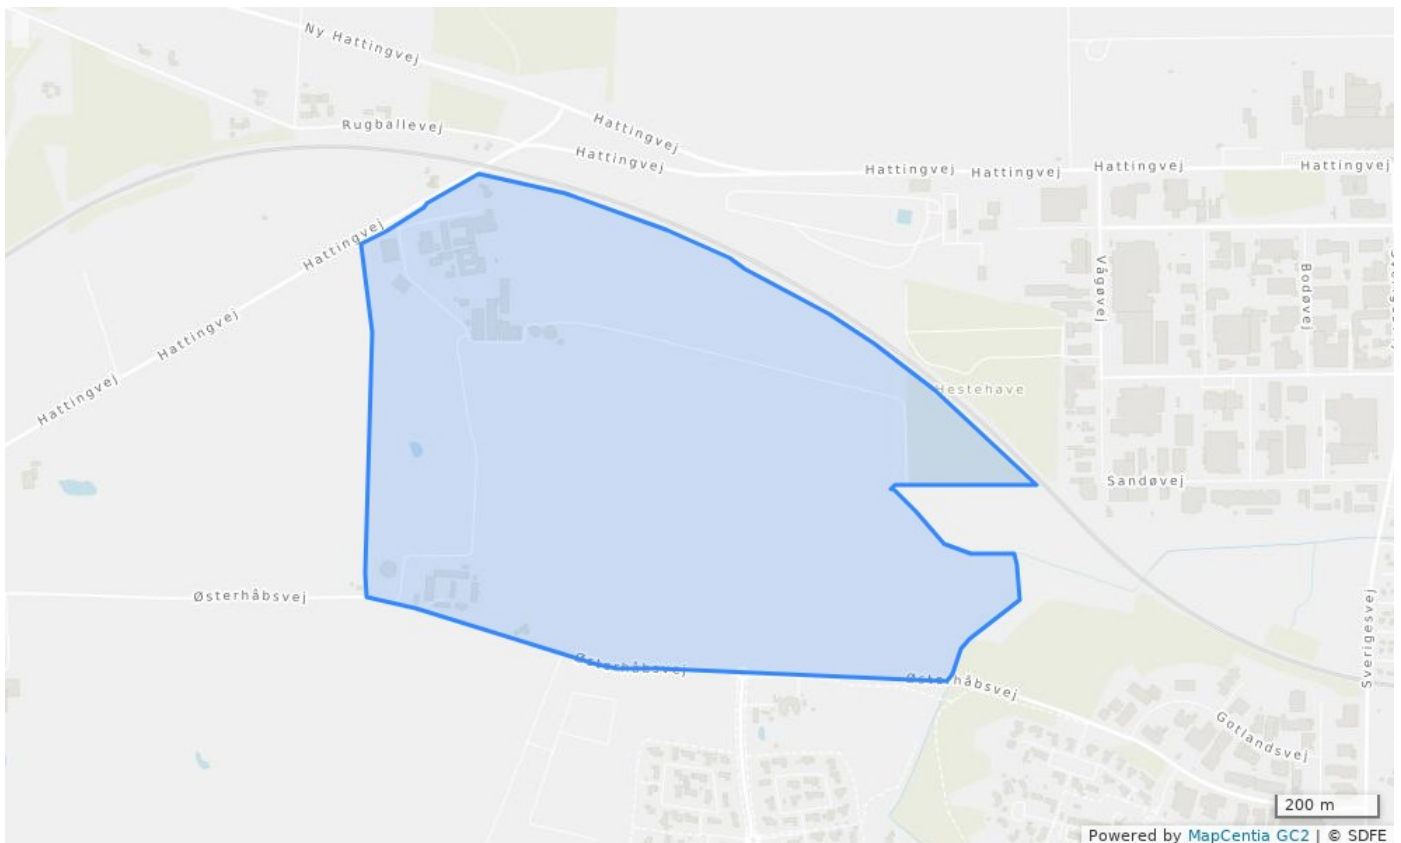 Ny Hattingvej
Hattingvej
Rugballevej
Hattingvej
Hattingvej
Hattingvej
Hattingvej
Hattingvej
Hattingvej
Vågøvej
Bodøvej
Hattingvej
Hattingvej
Hestehave
Sandøvej
Østerhåbsvej
Sverigesvej
Østerhåbsvej
Østerhåbsvej
Gotlandsvej
200 m
Powered by MapCentia GC2 | © SDFE